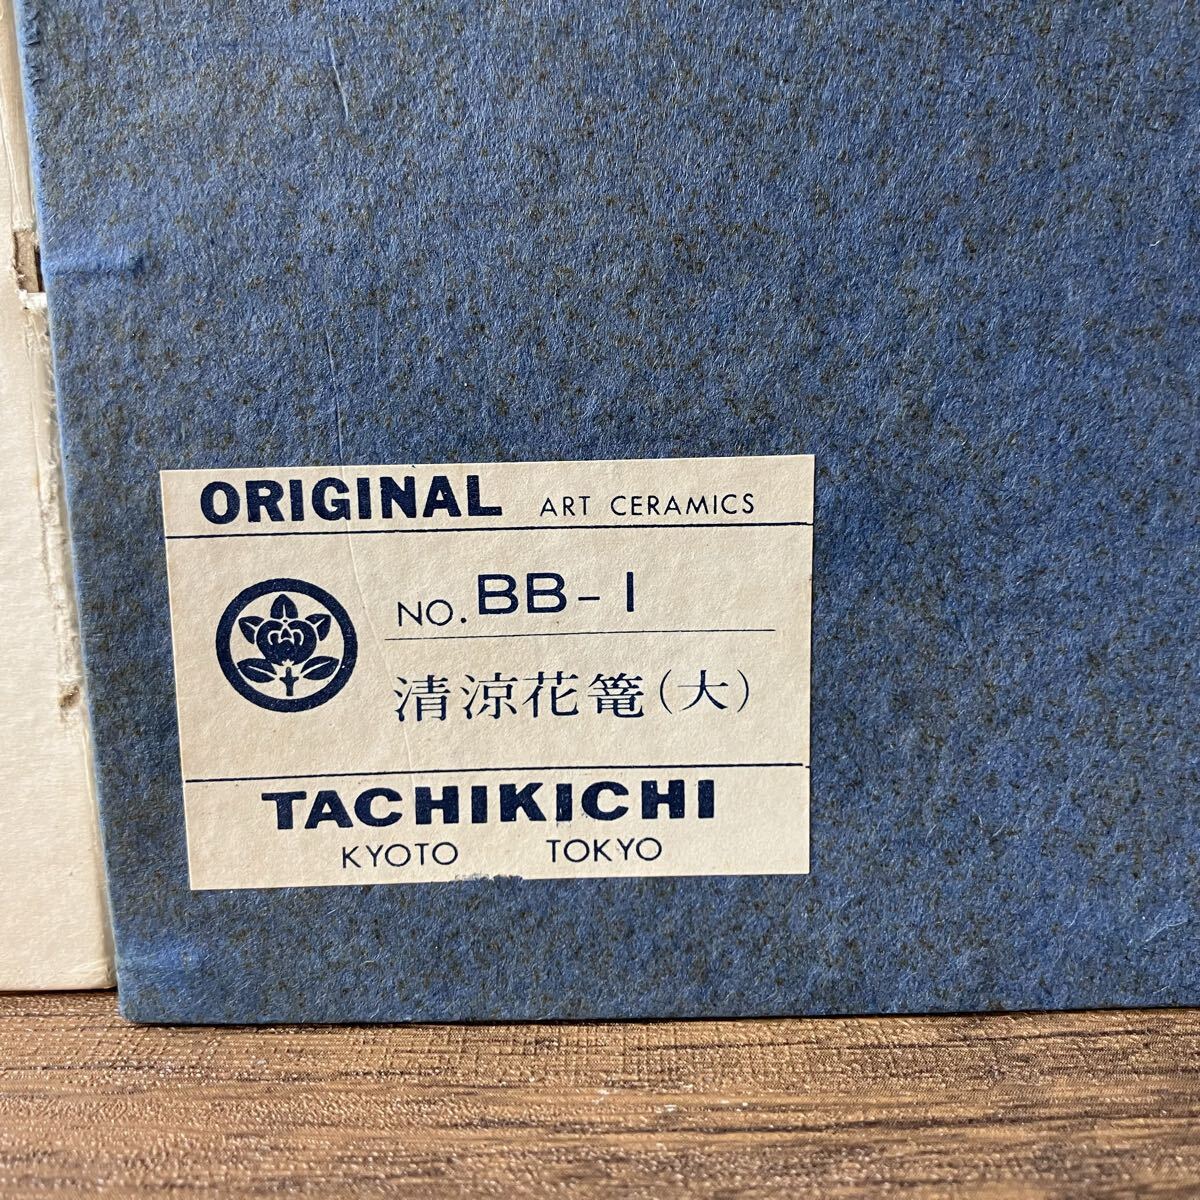 ORIGINAL ART CERAMICS
NO. BB-1
清涼花篭(大)
TACHIKICHI
KYOTO TOKYO